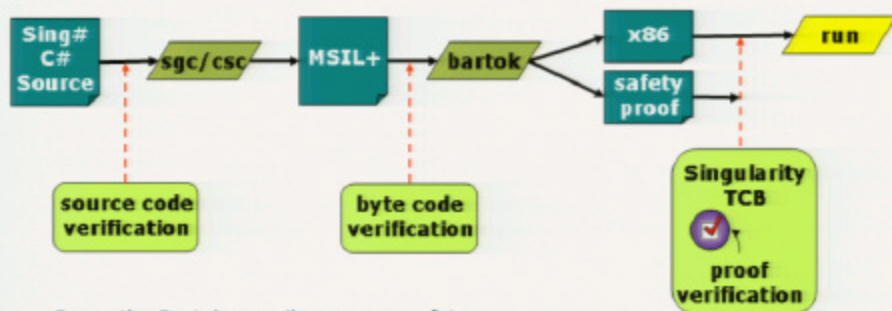 Sing#
C#
Source
sgc/csc
MSIL+
bartok
x86
safety
proof
run
source code
verification
byte code
verification
Singularity
TCB
proof
verification